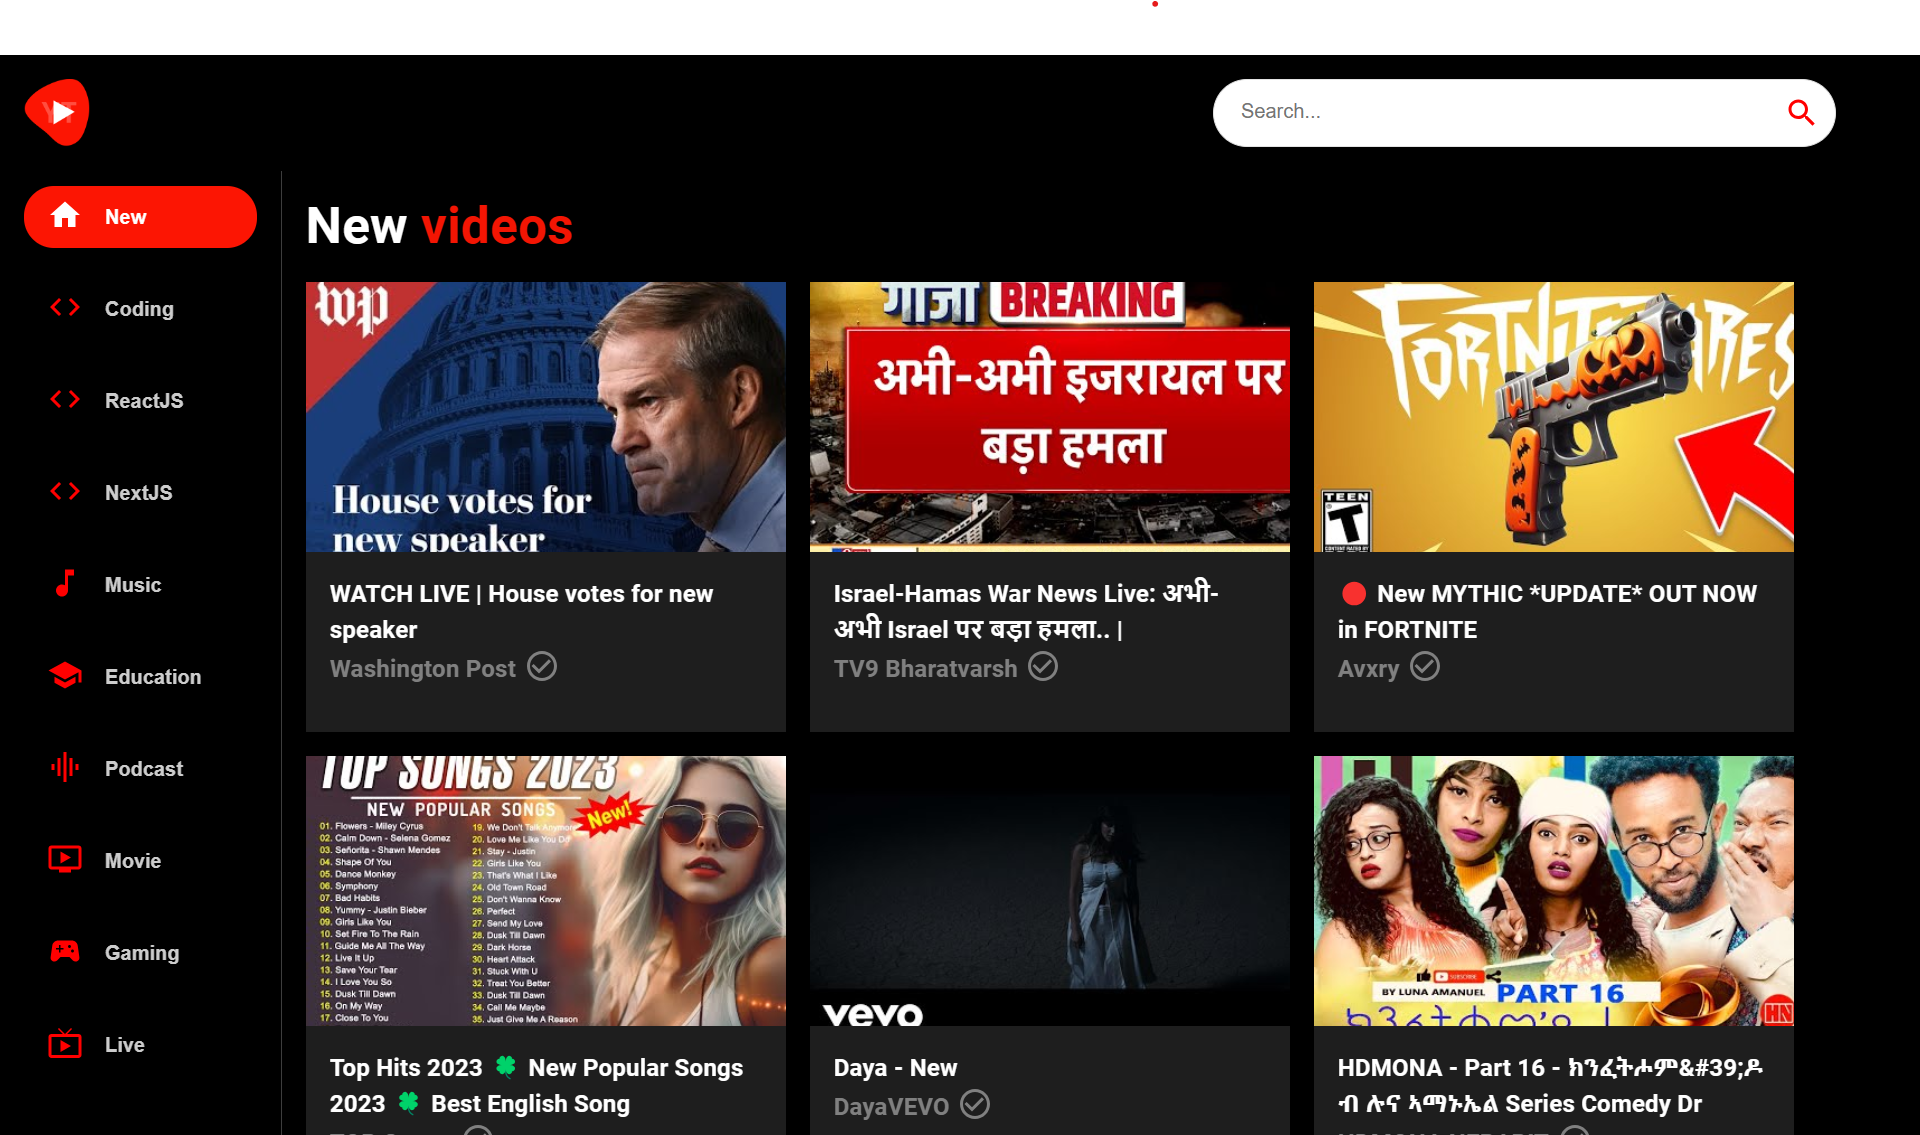 YT
Search...
New
Coding
ReactJS
NextJS
Music
Education
Podcast
Movie
Gaming
Live
New videos
wp
House votes for
new speaker
WATCH LIVE | House votes for new
speaker
Washington Post
गाजा BREAKING
अभी-अभी इजरायल पर
बड़ा हमला
Israel-Hamas War News Live: अभी-
अभी Israel पर बड़ा हमला.. |
TV9 Bharatvarsh
FORTNITEMARES
TEEN
T
CONTENT RATED BY
🔴 New MYTHIC *UPDATE* OUT NOW
in FORTNITE
Avxry
TOP SONGS 2023
NEW POPULAR SONGS
New!
01. Flowers - Miley Cyrus
02. Calm Down - Selena Gomez
03. Señorita - Shawn Mendes
04. Shape Of You
05. Dance Monkey
06. Symphony
07. Bad Habits
08. Yummy - Justin Bieber
09. Girls Like You
10. Set Fire To The Rain
11. Guide Me All The Way
12. Live It Up
13. Save Your Tear
14. I Love You So
15. Dusk Till Dawn
16. On My Way
17. Close To You
19. We Don't Talk Anymore
20. Love Me Like You Do
21. Stay - Justin
22. Girls Like You
23. That's What I Like
24. Old Town Road
25. Don't Wanna Know
26. Perfect
27. Send My Love
28. Dusk Till Dawn
29. Dark Horse
30. Heart Attack
31. Stuck With U
32. Treat You Better
33. Dusk Till Dawn
34. Call Me Maybe
35. Just Give Me A Reason
Top Hits 2023 🍀 New Popular Songs
2023 🍀 Best English Song
vevo
Daya - New
DayaVEVO
SUBSCRIBE
BY LUNA AMANUEL PART 16
HN
HDMONA - Part 16 - ክንፈትሖም&#39;ዶ
ብ ሉና ኣማኑኤል Series Comedy Dr